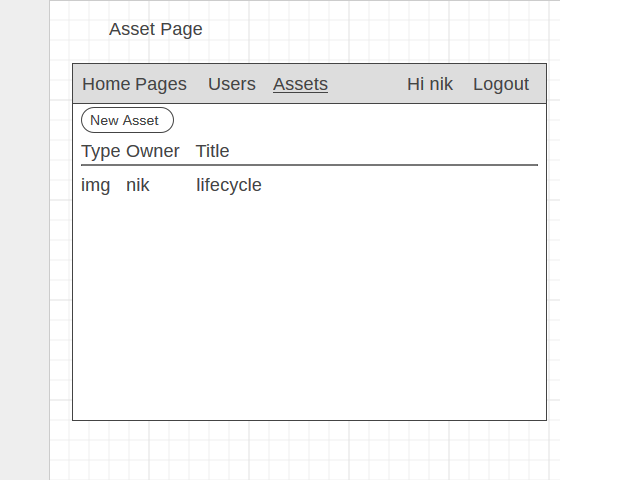 Asset Page
Home Pages Users Assets Hi nik Logout
New Asset
Type Owner Title
img nik lifecycle